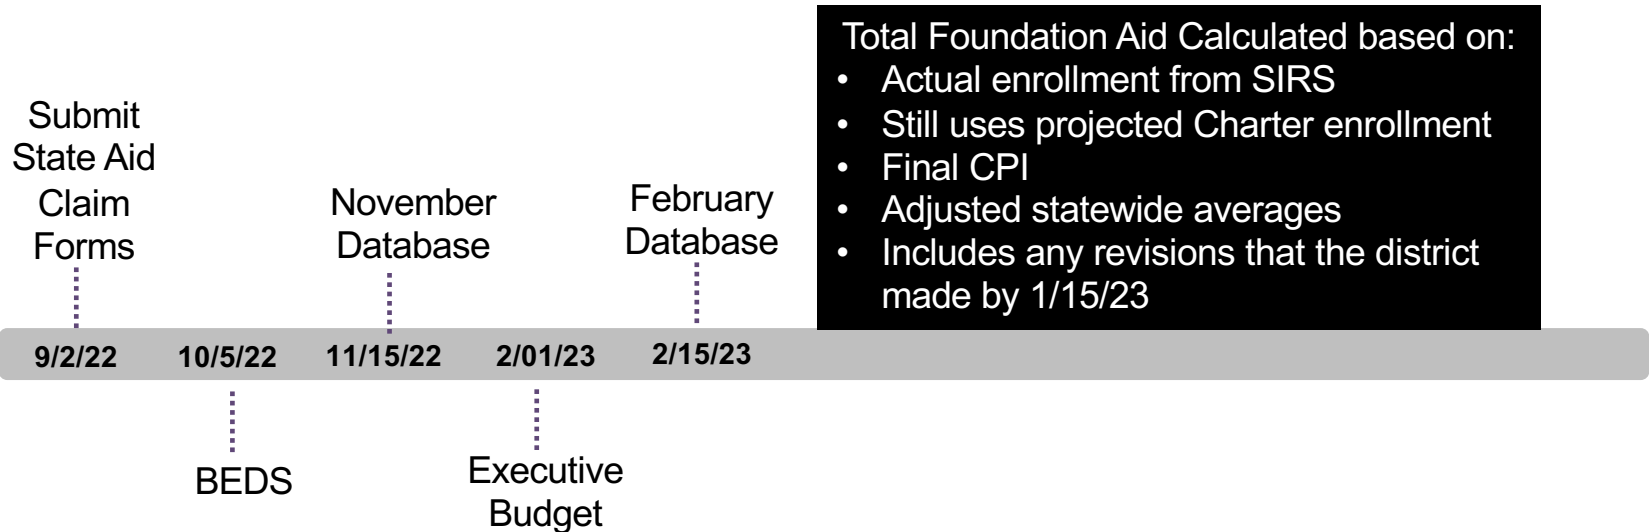 Total Foundation Aid Calculated based on:
• Actual enrollment from SIRS
• Still uses projected Charter enrollment
• Final CPI
• Adjusted statewide averages
• Includes any revisions that the district
made by 1/15/23
Submit
State Aid
Claim
Forms
November
Database
February
Database
9/2/22 10/5/22 11/15/22 2/01/23 2/15/23
BEDS
Executive
Budget